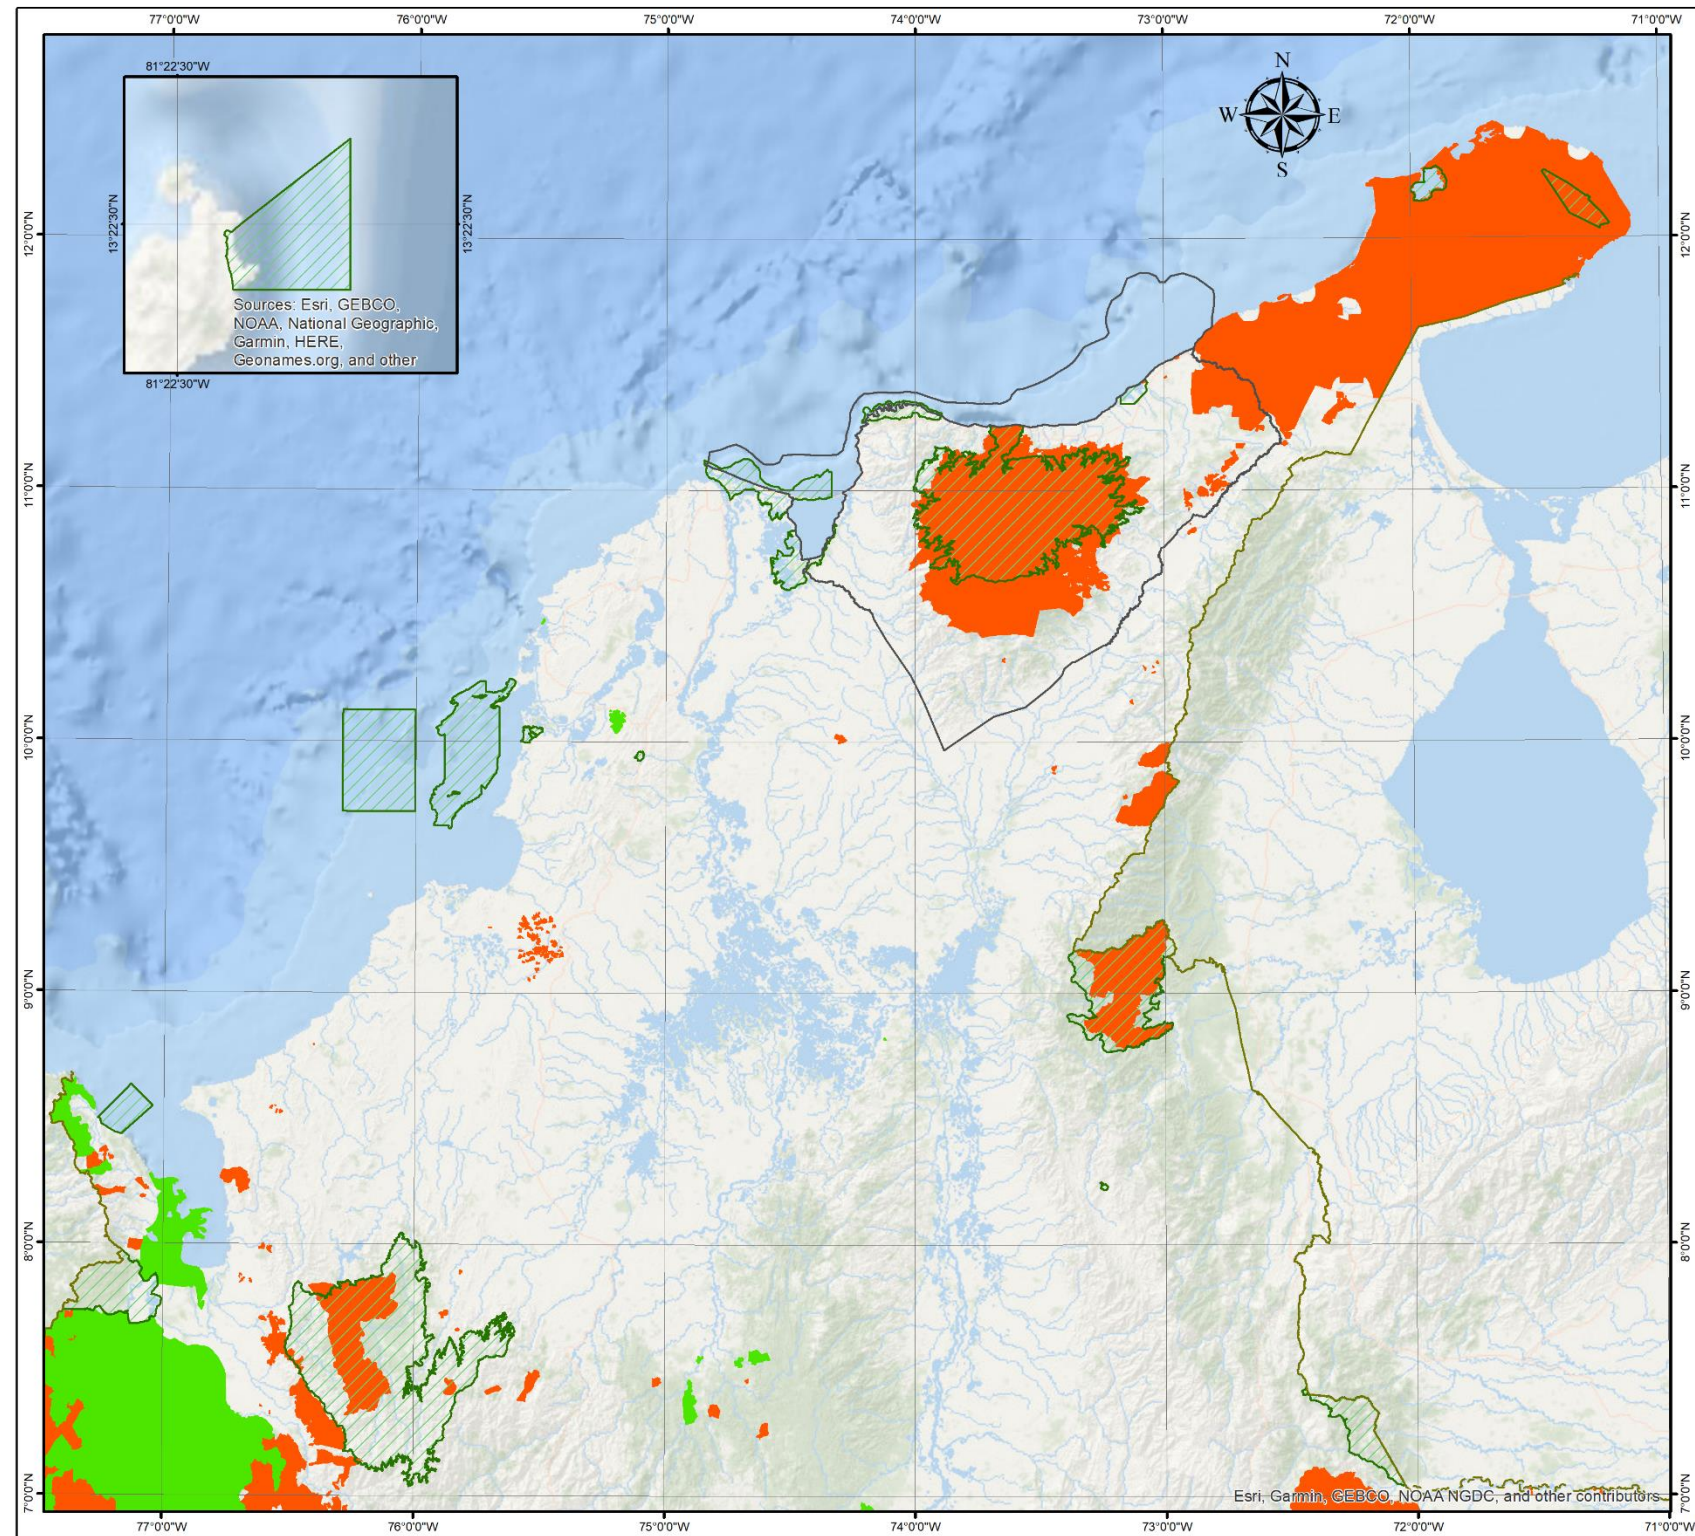 77°0'0"W 76°0'0"W 75°0'0"W 74°0'0"W 73°0'0"W 72°0'0"W 71°0'0"W
81°22'30"W
N
W E
S
13°22'30"N 13°22'30"N
12°0'0"N 12°0'0"N
Sources: Esri, GEBCO,
NOAA, National Geographic,
Garmin, HERE,
Geonames.org, and other
81°22'30"W
11°0'0"N 11°0'0"N
10°0'0"N 10°0'0"N
9°0'0"N 9°0'0"N
8°0'0"N 8°0'0"N
7°0'0"N 7°0'0"N
Esri, Garmin, GEBCO, NOAA NGDC, and other contributors
77°0'0"W 76°0'0"W 75°0'0"W 74°0'0"W 73°0'0"W 72°0'0"W 71°0'0"W